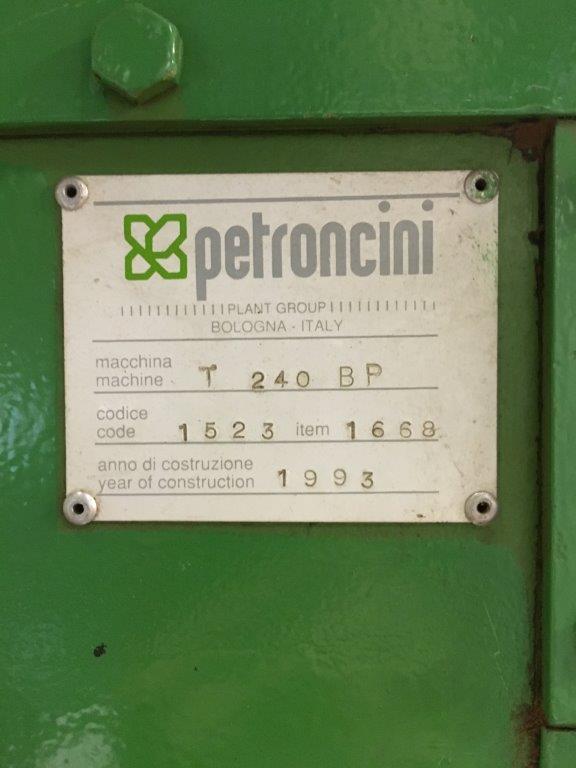 petroncini
PLANT GROUP
BOLOGNA - ITALY
macchina
machine T 240 BP
codice
code 1523 item 1668
anno di costruzione
year of construction 1993